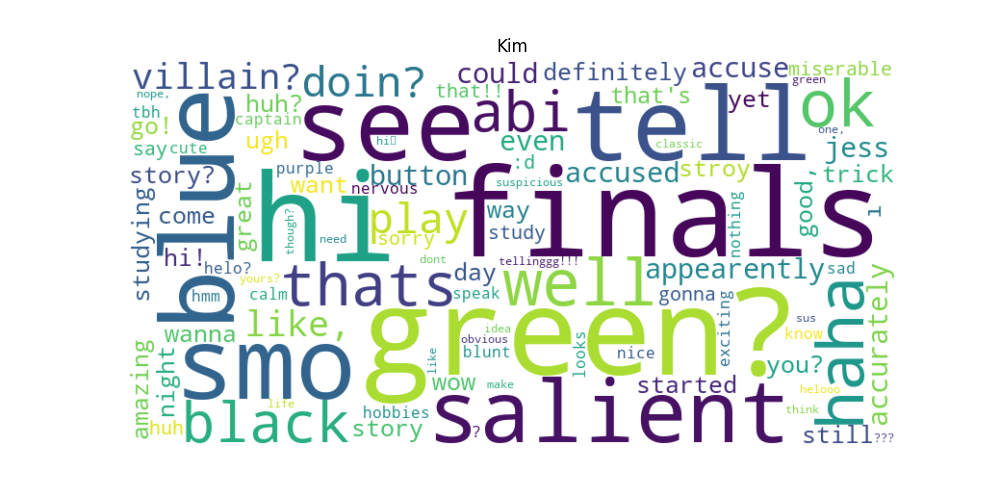 Kim
villain?
doin?
could
definitely
accuse
miserable
nope,
tbh
go!
say
cute
huh?
captain
ugh
that!!
that's
yet
green
ok
one,
blue
see
abi
tell
hi
even
classic
jess
story?
purple
want
nervous
button
:d
suspicious
accused
stroy
trick
studying
come
great
hi
though?
need
play
sorry
finals
way
study
nothing
good,
l
hi!
helo?
yours?
dont
tellinggg!!!
hmm
calm
thats
day
speak
well
appearently
gonna
sad
wanna
like,
green?
idea
obvious
blunt
looks
nice
exciting
sus
know
haha
accurately
amazing
night
smo
like
wow
make
started
you?
helooo
huh
black
life
hobbies
story
salient
?
think
still
???